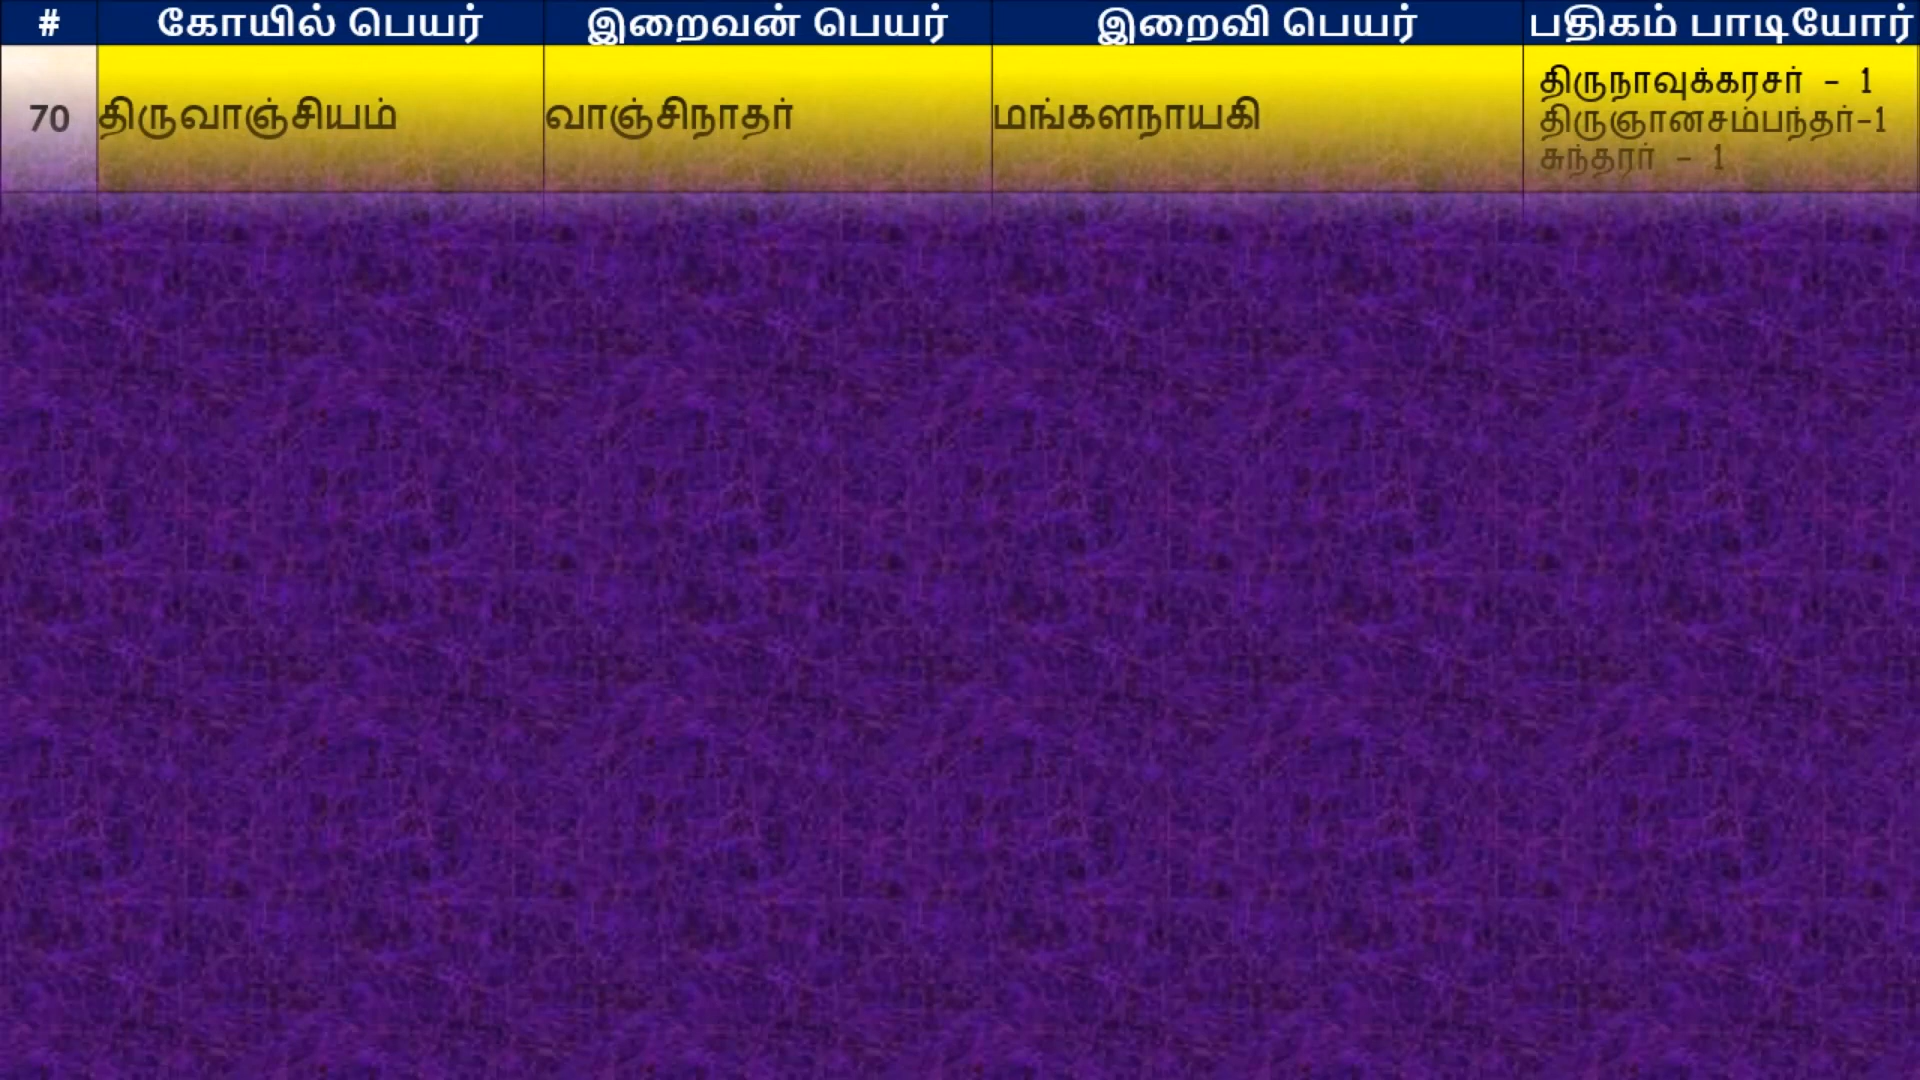 # கோயில் பெயர் இறைவன் பெயர் இறைவி பெயர் பதிகம் பாடியோர்
70 திருவாஞ்சியம் வாஞ்சிநாதர் மங்களநாயகி திருநாவுக்கரசர் - 1
திருஞானசம்பந்தர்-1
சுந்தரர் - 1